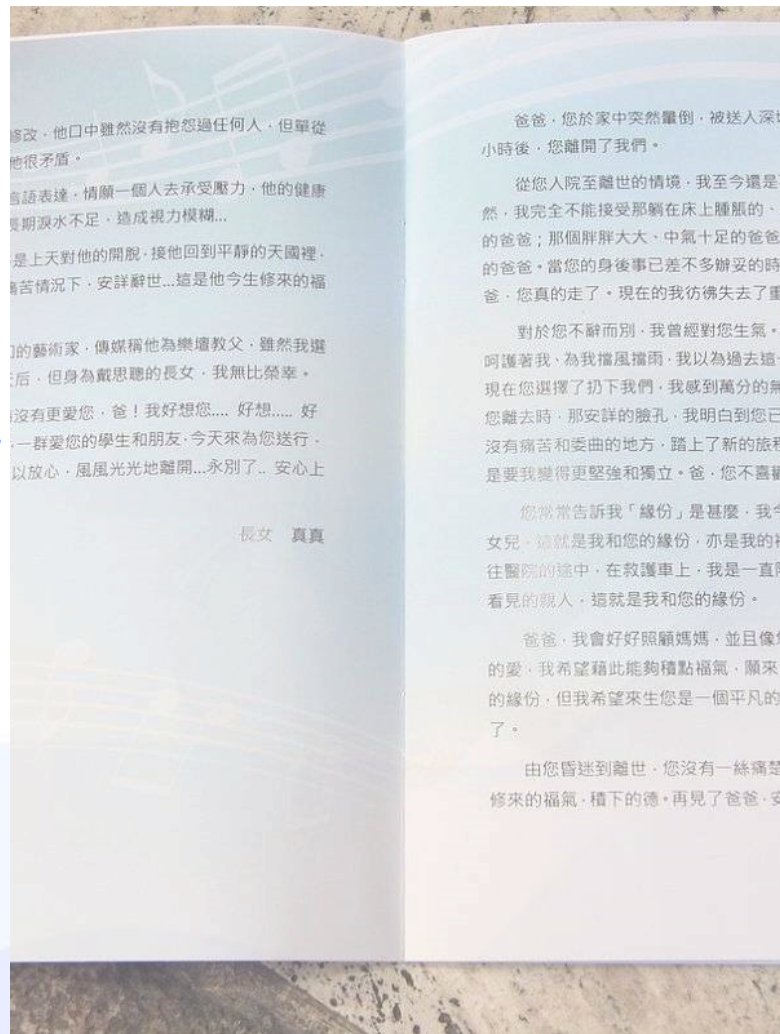 修改，他口中雖然沒有抱怨過任何人，但單從
他很矛盾。
言語表達，情願一個人去承受壓力，他的健康
長期淚水不足，造成視力模糊...
是上天對他的開脫，接他回到平靜的天國裡，
痛苦情況下，安詳辭世...這是他今生修來的福
的藝術家，傳媒稱他為樂壇教父，雖然我選
天后，但身為戴思聰的長女，我無比榮幸。
沒有更愛您，爸！我好想您.... 好想..... 好
一群愛您的學生和朋友，今天來為您送行，
以放心，風風光光地離開...永別了.. 安心上
長女 真真
爸爸，您於家中突然暈倒，被送入深切
小時後，您離開了我們。
從您入院至離世的情境，我至今還是
然，我完全不能接受那躺在床上腫脹的、
的爸爸；那個胖胖大大、中氣十足的爸爸
的爸爸。當您的身後事已差不多辦妥的時
爸，您真的走了。現在的我彷彿失去了重
對於您不辭而別，我曾經對您生氣。
呵護著我、為我擋風擋雨，我以為過去這
現在您選擇了扔下我們，我感到萬分的無
您離去時，那安詳的臉孔，我明白到您已
沒有痛苦和委曲的地方，踏上了新的旅程
是要我變得更堅強和獨立。爸，您不喜歡
您常常告訴我「緣份」是甚麼，我今
女兒，這就是我和您的緣份，亦是我的福
往醫院的途中，在救護車上，我是一直陪
看見的親人，這就是我和您的緣份。
爸爸，我會好好照顧媽媽，並且像您
的愛，我希望藉此能夠積點福氣，願來
的緣份，但我希望來生您是一個平凡的
了。
由您昏迷到離世，您沒有一絲痛楚
修來的福氣，積下的德。再見了爸爸，安